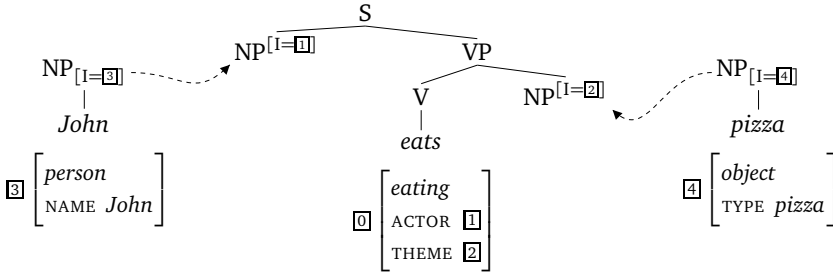 S
NP[I=1] VP
NP[I=3] V NP[I=2] NP[I=4]
John eats pizza
3 [person NAME John]
0 [eating ACTOR 1 THEME 2]
4 [object TYPE pizza]